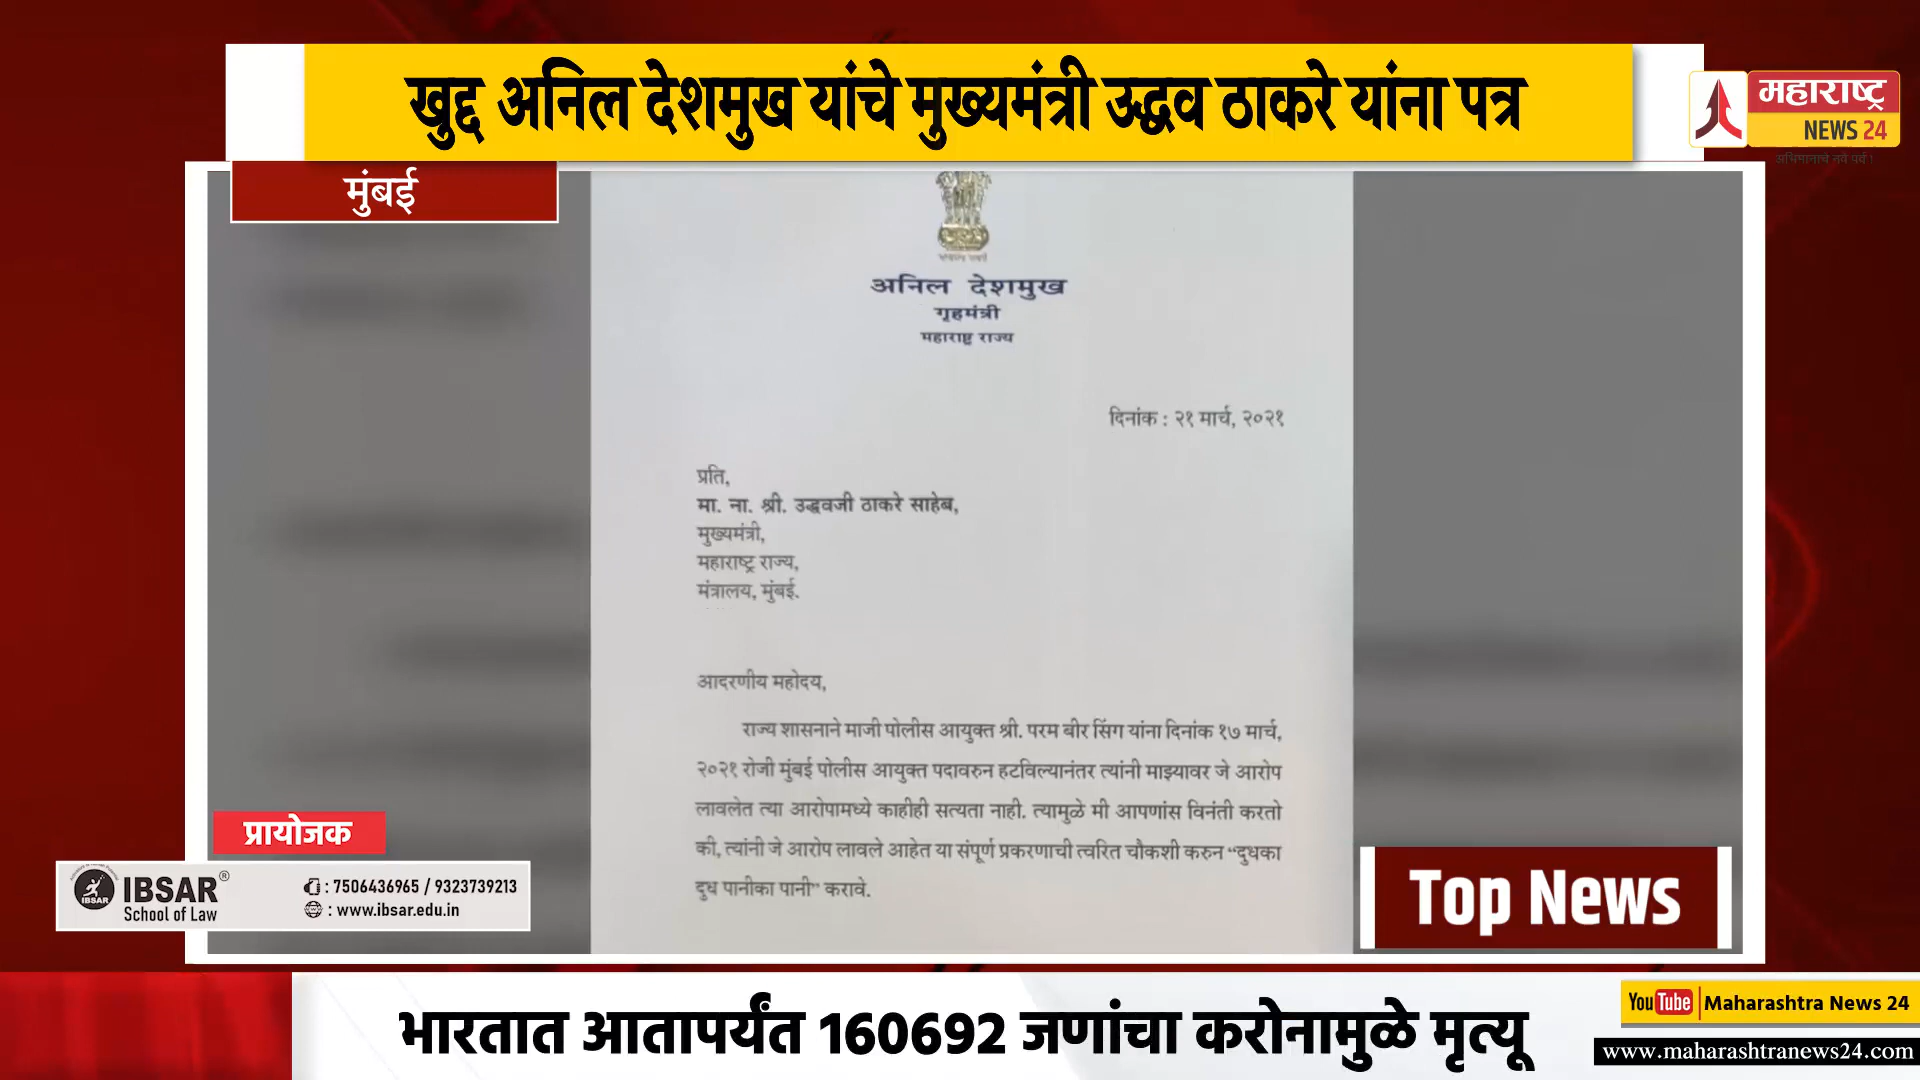 खुद्द अनिल देशमुख यांचे मुख्यमंत्री उद्धव ठाकरे यांना पत्र
महाराष्ट्र
NEWS 24
अभिमानाचे नवे पर्व !
मुंबई
अनिल देशमुख
गृहमंत्री
महाराष्ट्र राज्य
दिनांक : २१ मार्च, २०२१
प्रति,
मा. ना. श्री. उद्धवजी ठाकरे साहेब,
मुख्यमंत्री,
महाराष्ट्र राज्य,
मंत्रालय, मुंबई.
आदरणीय महोदय,
राज्य शासनाने माजी पोलीस आयुक्त श्री. परम बीर सिंग यांना दिनांक १७ मार्च,
२०२१ रोजी मुंबई पोलीस आयुक्त पदावरुन हटविल्यानंतर त्यांनी माझ्यावर जे आरोप
लावलेत त्या आरोपामध्ये काहीही सत्यता नाही. त्यामुळे मी आपणांस विनंती करतो
की, त्यांनी जे आरोप लावले आहेत या संपूर्ण प्रकरणाची त्वरित चौकशी करुन “दुधका
दुध पानीका पानी” करावे.
प्रायोजक
IBSAR®
School of Law
IBSAR
: 7506436965 / 9323739213
: www.ibsar.edu.in
Top News
भारतात आतापर्यंत 160692 जणांचा करोनामुळे मृत्यू
YouTube Maharashtra News 24
www.maharashtranews24.com